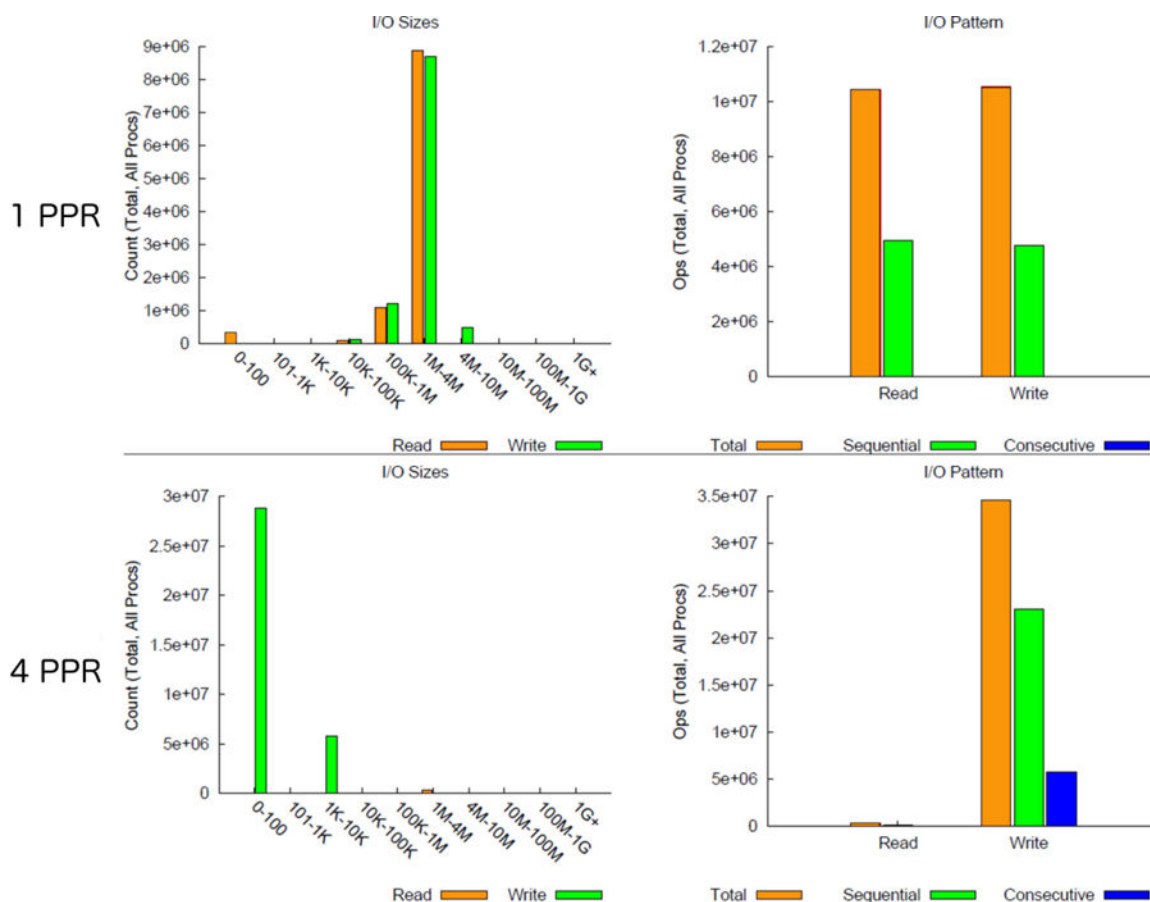 I/O Sizes
9e+06
8e+06
7e+06
6e+06
5e+06
4e+06
3e+06
2e+06
1e+06
0
Count (Total, All Procs)
0-100
101-1K
1K-10K
10K-100K
100K-1M
1M-4M
4M-10M
10M-100M
100M-1G
1G+
Read
Write
I/O Pattern
1.2e+07
1e+07
8e+06
6e+06
4e+06
2e+06
0
Ops (Total, All Procs)
Read
Write
Total
Sequential
Consecutive
1 PPR
I/O Sizes
3e+07
2.5e+07
2e+07
1.5e+07
1e+07
5e+06
0
Count (Total, All Procs)
0-100
101-1K
1K-10K
10K-100K
100K-1M
1M-4M
4M-10M
10M-100M
100M-1G
1G+
Read
Write
I/O Pattern
3.5e+07
3e+07
2.5e+07
2e+07
1.5e+07
1e+07
5e+06
0
Ops (Total, All Procs)
Read
Write
Total
Sequential
Consecutive
4 PPR